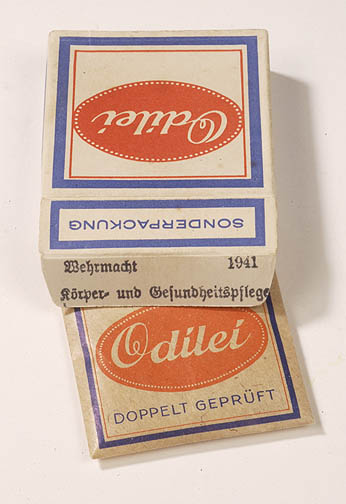 Odilei
SONDERPACKUNG
Wehrmacht 1941
Körper- und Gesundheitspflege
Odilei
DOPPELT GEPRÜFT